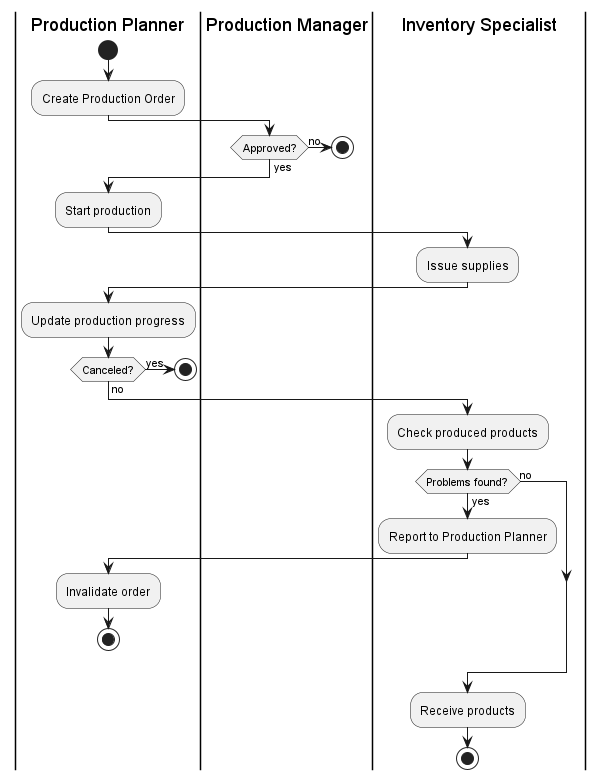 Production Planner
Production Manager
Inventory Specialist
Create Production Order
Approved?
no
yes
Start production
Issue supplies
Update production progress
Canceled?
yes
no
Check produced products
Problems found?
no
yes
Report to Production Planner
Invalidate order
Receive products